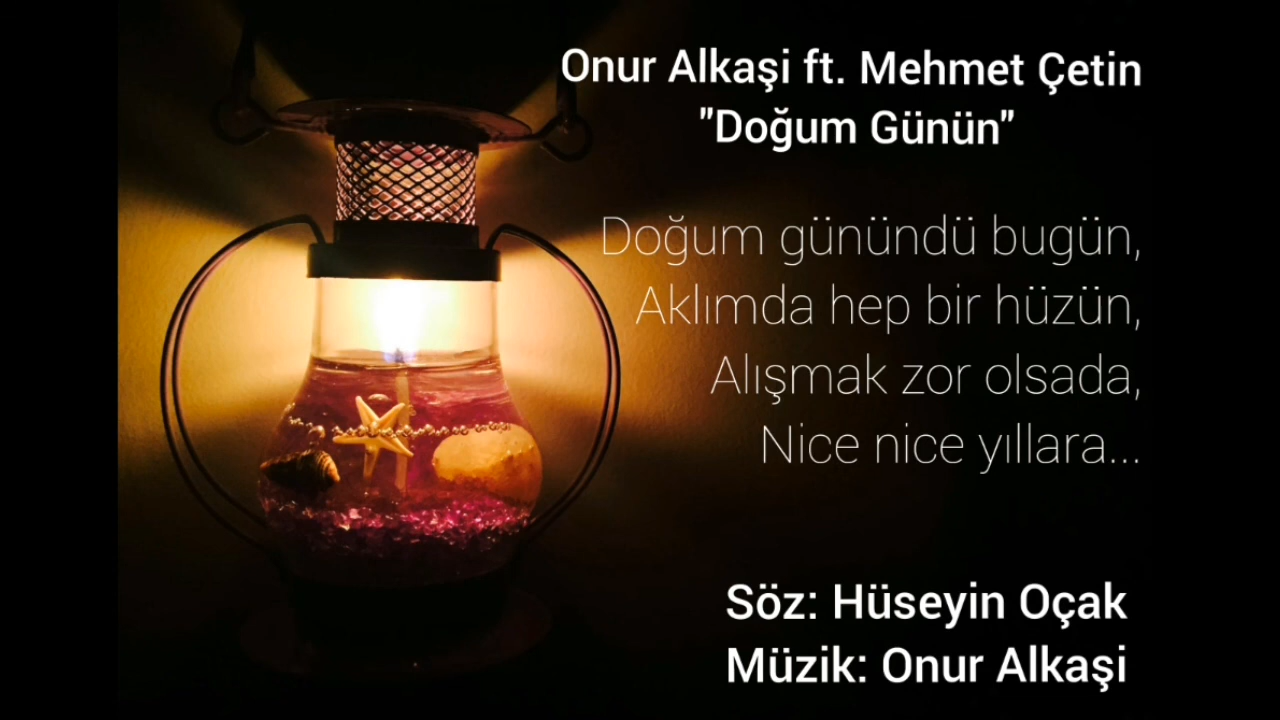 Onur Alkaşi ft. Mehmet Çetin
"Doğum Günün"
Doğum günündü bugün,
Aklımda hep bir hüzün,
Alışmak zor olsada,
Nice nice yıllara...
Söz: Hüseyin Oçak
Müzik: Onur Alkaşi